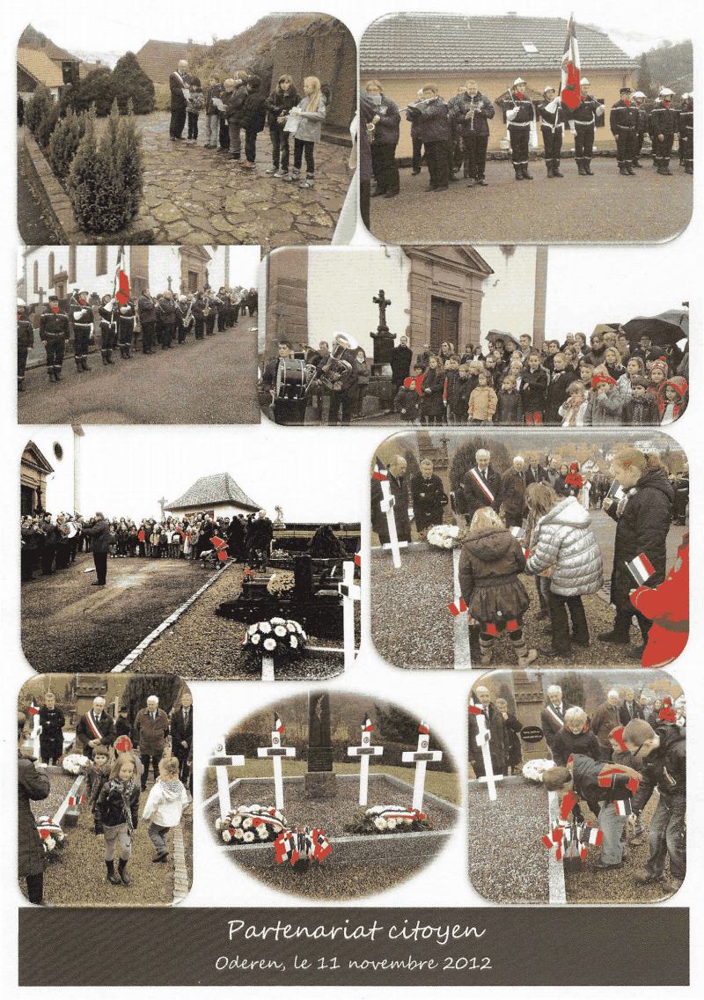 Partenariat citoyen
Oderen, le 11 novembre 2012